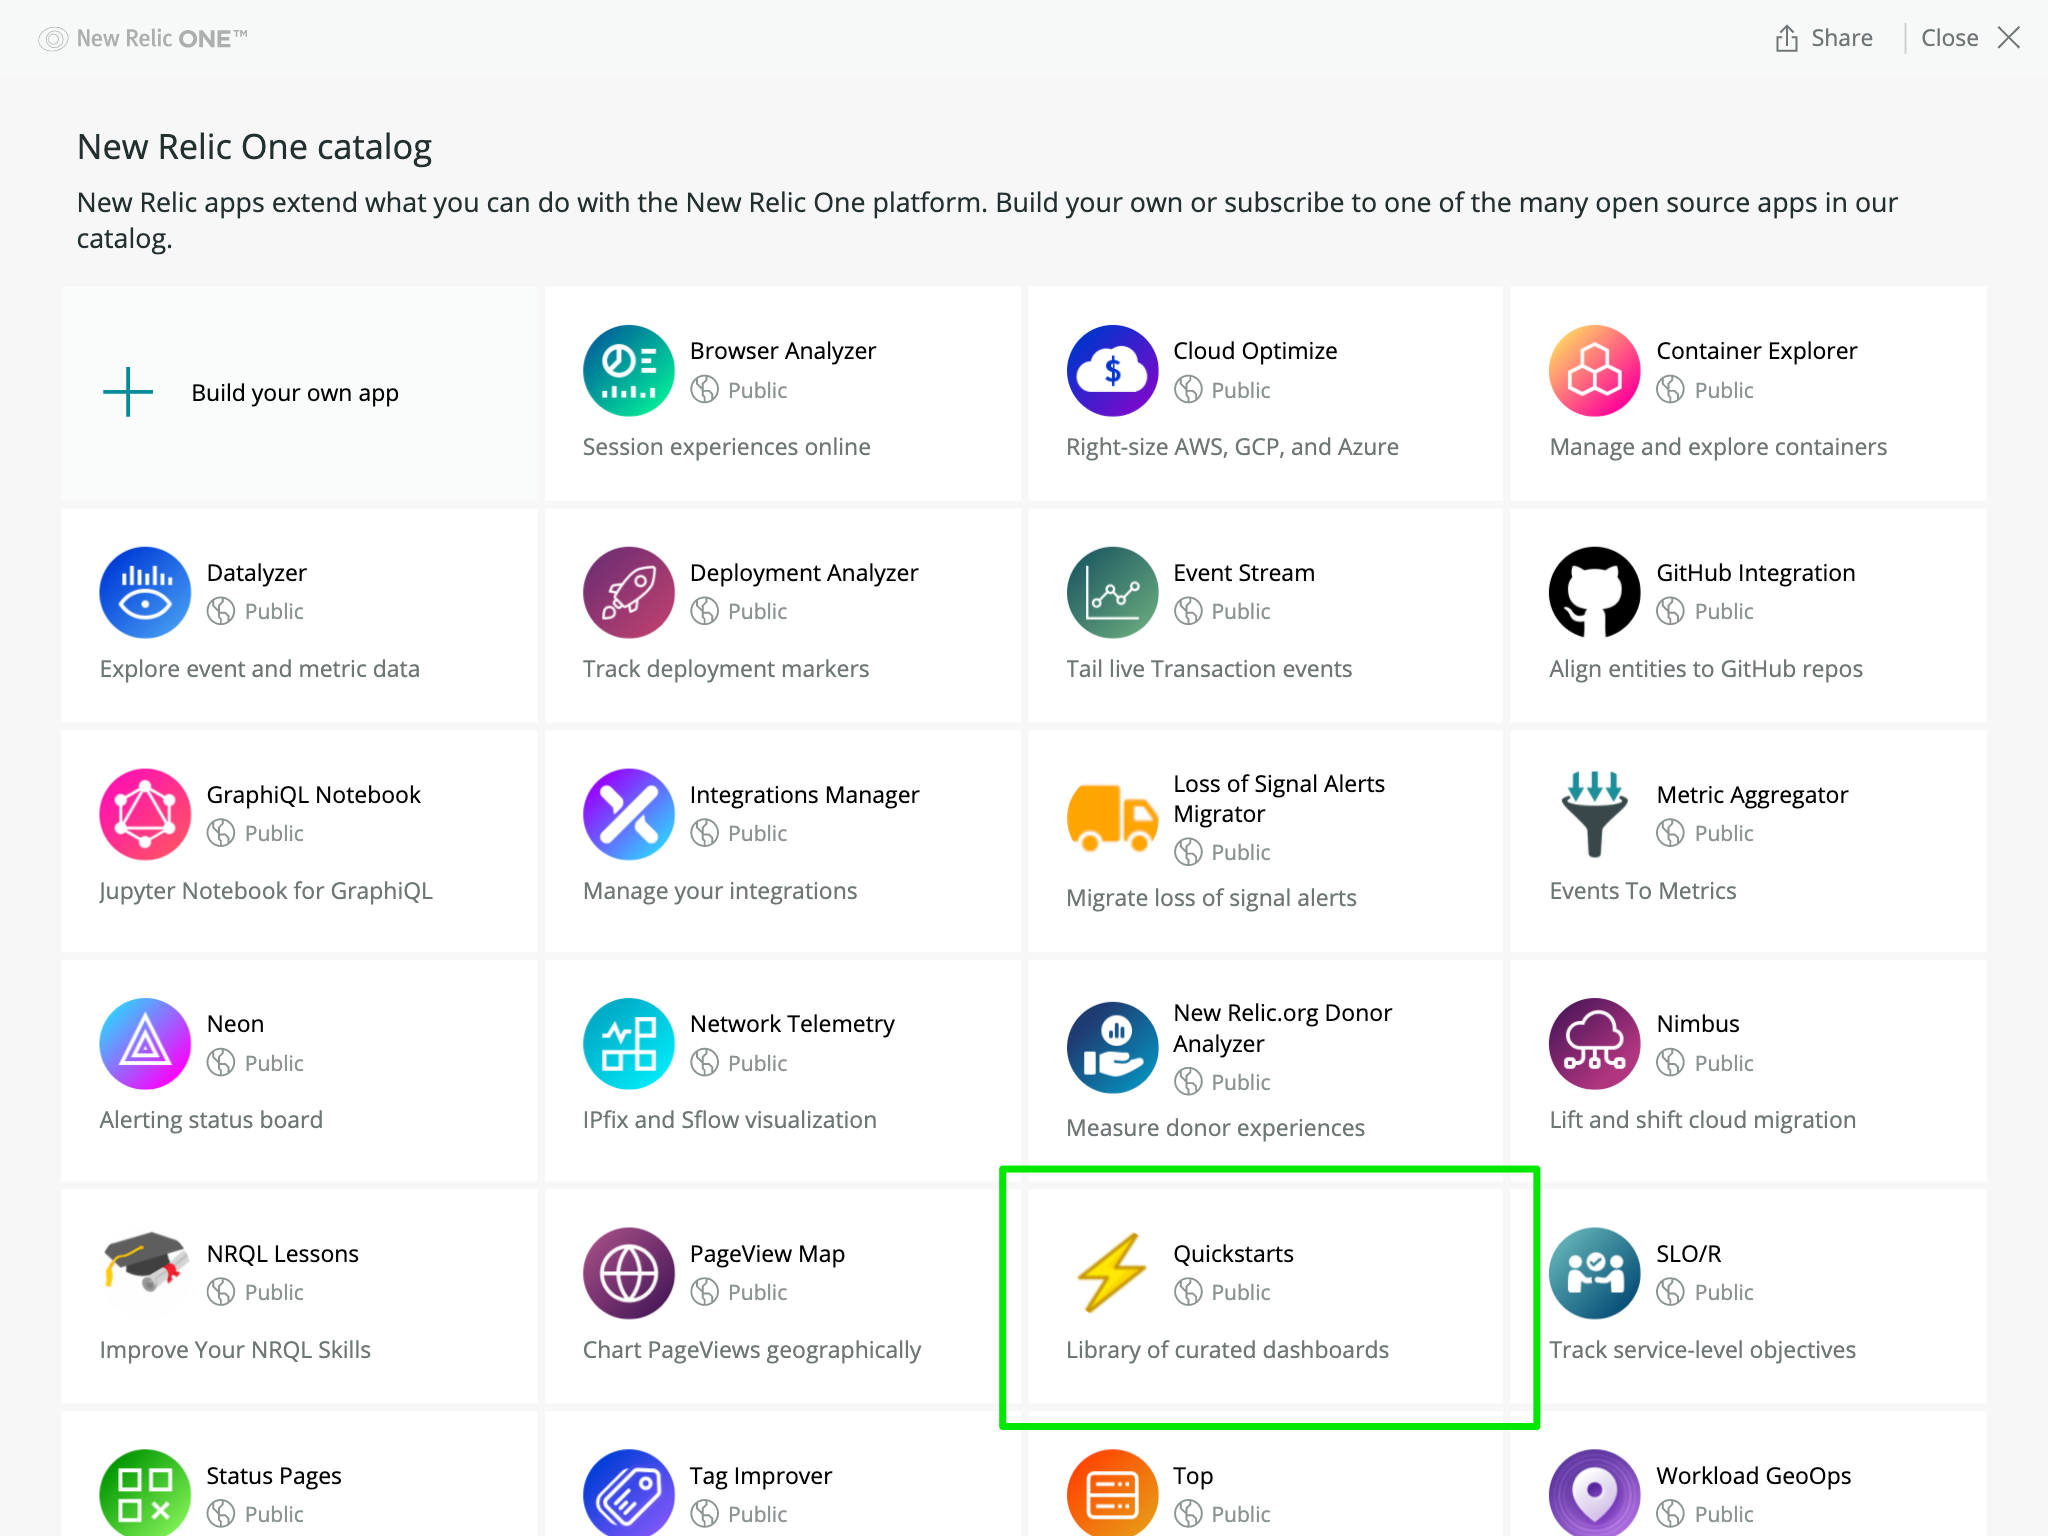 New Relic ONE™
Share
Close
New Relic One catalog
New Relic apps extend what you can do with the New Relic One platform. Build your own or subscribe to one of the many open source apps in our
catalog.
Build your own app
Browser Analyzer
Public
Session experiences online
Cloud Optimize
Public
$
Right-size AWS, GCP, and Azure
Container Explorer
Public
Manage and explore containers
Datalyzer
Public
Explore event and metric data
Deployment Analyzer
Public
Track deployment markers
Event Stream
Public
Tail live Transaction events
GitHub Integration
Public
Align entities to GitHub repos
GraphiQL Notebook
Public
Jupyter Notebook for GraphiQL
Integrations Manager
Public
Manage your integrations
Loss of Signal Alerts
Migrator
Public
Migrate loss of signal alerts
Metric Aggregator
Public
Events To Metrics
Neon
Public
Alerting status board
Network Telemetry
Public
IPfix and Sflow visualization
New Relic.org Donor
Analyzer
Public
Measure donor experiences
Nimbus
Public
Lift and shift cloud migration
NRQL Lessons
Public
Improve Your NRQL Skills
PageView Map
Public
Chart PageViews geographically
Quickstarts
Public
Library of curated dashboards
SLO/R
Public
Track service-level objectives
Status Pages
Public
Tag Improver
Public
Top
Public
Workload GeoOps
Public